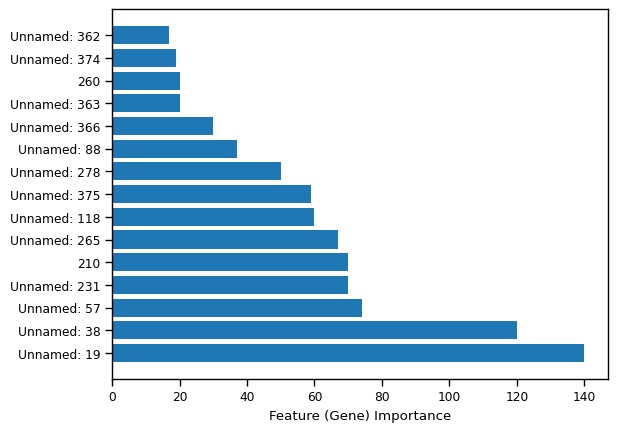 Unnamed: 362
Unnamed: 374
260
Unnamed: 363
Unnamed: 366
Unnamed: 88
Unnamed: 278
Unnamed: 375
Unnamed: 118
Unnamed: 265
210
Unnamed: 231
Unnamed: 57
Unnamed: 38
Unnamed: 19
0 20 40 60 80 100 120 140
Feature (Gene) Importance